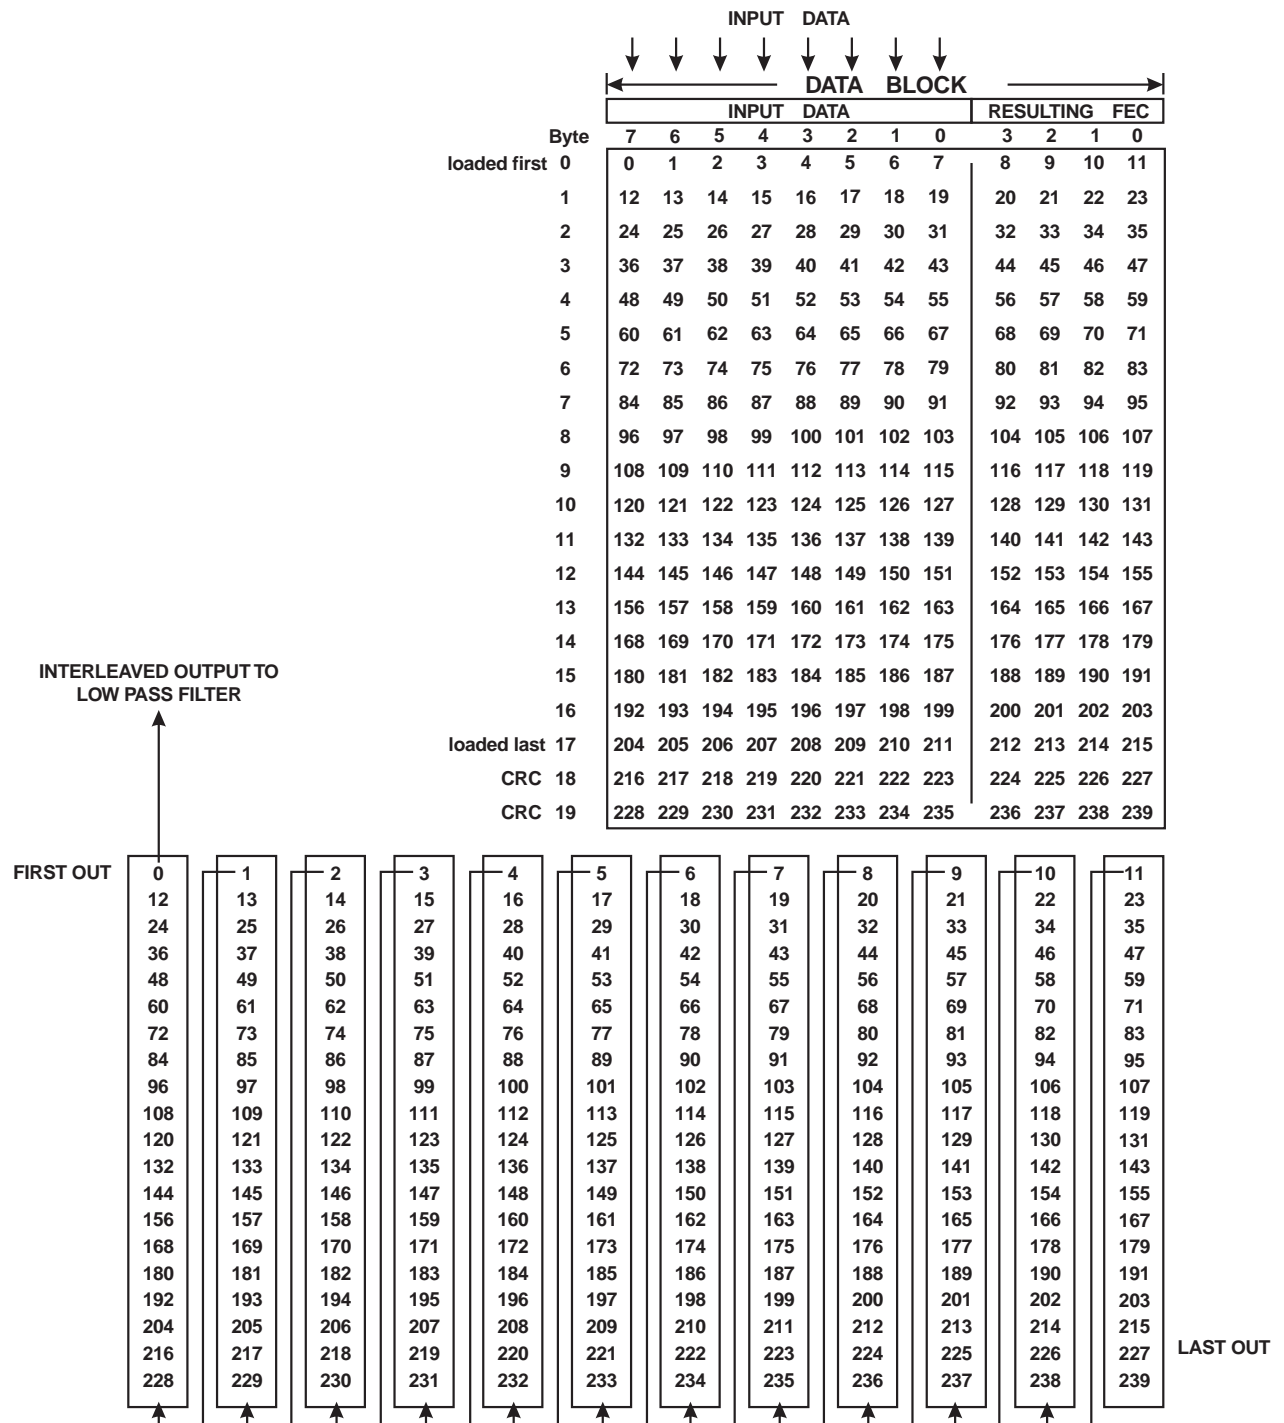 INPUT DATA
DATA BLOCK
INPUT DATA RESULTING FEC
Byte 7 6 5 4 3 2 1 0 3 2 1 0
loaded first 0 0 1 2 3 4 5 6 7 8 9 10 11
1 12 13 14 15 16 17 18 19 20 21 22 23
2 24 25 26 27 28 29 30 31 32 33 34 35
3 36 37 38 39 40 41 42 43 44 45 46 47
4 48 49 50 51 52 53 54 55 56 57 58 59
5 60 61 62 63 64 65 66 67 68 69 70 71
6 72 73 74 75 76 77 78 79 80 81 82 83
7 84 85 86 87 88 89 90 91 92 93 94 95
8 96 97 98 99 100 101 102 103 104 105 106 107
9 108 109 110 111 112 113 114 115 116 117 118 119
10 120 121 122 123 124 125 126 127 128 129 130 131
11 132 133 134 135 136 137 138 139 140 141 142 143
12 144 145 146 147 148 149 150 151 152 153 154 155
13 156 157 158 159 160 161 162 163 164 165 166 167
14 168 169 170 171 172 173 174 175 176 177 178 179
15 180 181 182 183 184 185 186 187 188 189 190 191
16 192 193 194 195 196 197 198 199 200 201 202 203
loaded last 17 204 205 206 207 208 209 210 211 212 213 214 215
CRC 18 216 217 218 219 220 221 222 223 224 225 226 227
CRC 19 228 229 230 231 232 233 234 235 236 237 238 239
INTERLEAVED OUTPUT TO
LOW PASS FILTER
FIRST OUT 0 1 2 3 4 5 6 7 8 9 10 11
12 13 14 15 16 17 18 19 20 21 22 23
24 25 26 27 28 29 30 31 32 33 34 35
36 37 38 39 40 41 42 43 44 45 46 47
48 49 50 51 52 53 54 55 56 57 58 59
60 61 62 63 64 65 66 67 68 69 70 71
72 73 74 75 76 77 78 79 80 81 82 83
84 85 86 87 88 89 90 91 92 93 94 95
96 97 98 99 100 101 102 103 104 105 106 107
108 109 110 111 112 113 114 115 116 117 118 119
120 121 122 123 124 125 126 127 128 129 130 131
132 133 134 135 136 137 138 139 140 141 142 143
144 145 146 147 148 149 150 151 152 153 154 155
156 157 158 159 160 161 162 163 164 165 166 167
168 169 170 171 172 173 174 175 176 177 178 179
180 181 182 183 184 185 186 187 188 189 190 191
192 193 194 195 196 197 198 199 200 201 202 203
204 205 206 207 208 209 210 211 212 213 214 215
216 217 218 219 220 221 222 223 224 225 226 227 LAST OUT
228 229 230 231 232 233 234 235 236 237 238 239